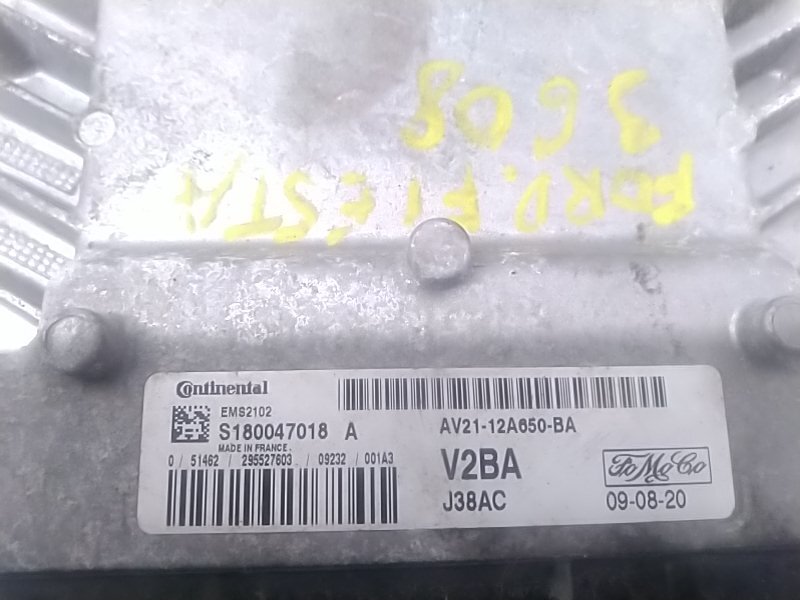 FORD. FIESTA
3608
Continental
EMS2102
S180047018 A
MADE IN FRANCE.
0 / 51462 / 295527603 / 09232 / 001A3
AV21-12A650-BA
V2BA
J38AC
FoMoCo
09-08-20